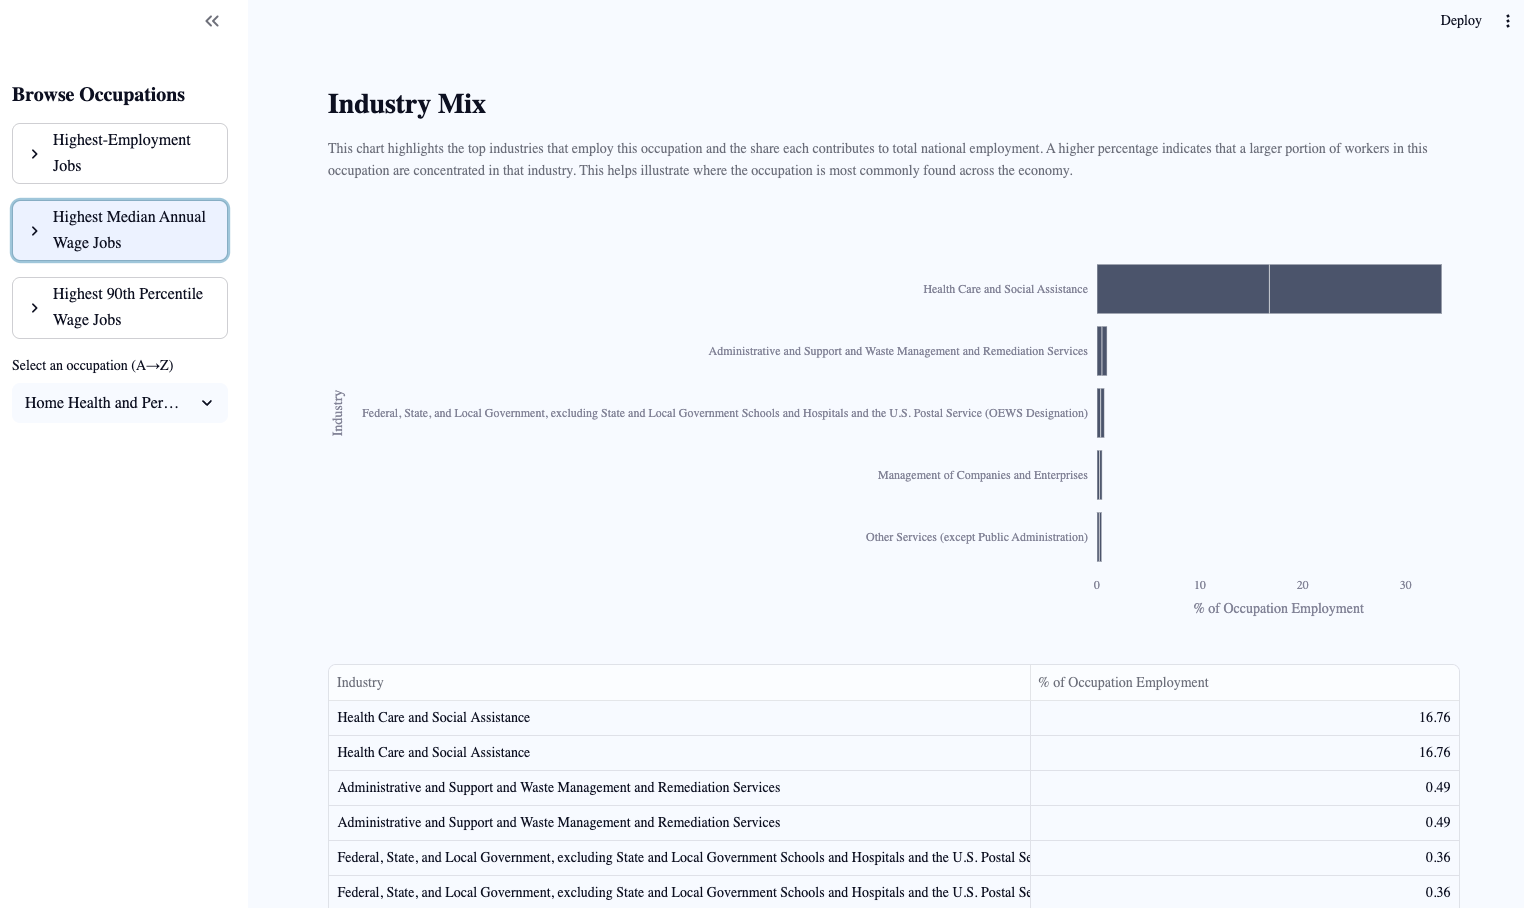 Deploy
Browse Occupations
Highest-Employment
Jobs
Highest Median Annual
Wage Jobs
Highest 90th Percentile
Wage Jobs
Select an occupation (A→Z)
Home Health and Per…
Industry Mix
This chart highlights the top industries that employ this occupation and the share each contributes to total national employment. A higher percentage indicates that a larger portion of workers in this
occupation are concentrated in that industry. This helps illustrate where the occupation is most commonly found across the economy.
Industry
Health Care and Social Assistance
Administrative and Support and Waste Management and Remediation Services
Federal, State, and Local Government, excluding State and Local Government Schools and Hospitals and the U.S. Postal Service (OEWS Designation)
Management of Companies and Enterprises
Other Services (except Public Administration)
0 10 20 30
% of Occupation Employment
Industry % of Occupation Employment
Health Care and Social Assistance 16.76
Health Care and Social Assistance 16.76
Administrative and Support and Waste Management and Remediation Services 0.49
Administrative and Support and Waste Management and Remediation Services 0.49
Federal, State, and Local Government, excluding State and Local Government Schools and Hospitals and the U.S. Postal Se 0.36
Federal, State, and Local Government, excluding State and Local Government Schools and Hospitals and the U.S. Postal Se 0.36